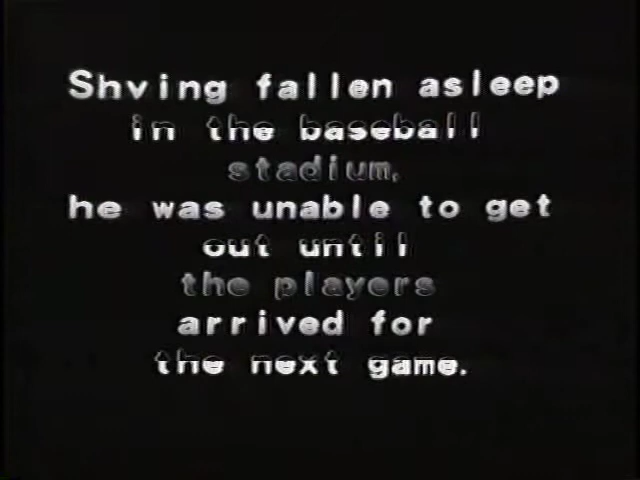 Shving fallen asleep
in the baseball
stadium,
he was unable to get
out until
the players
arrived for
the next game.